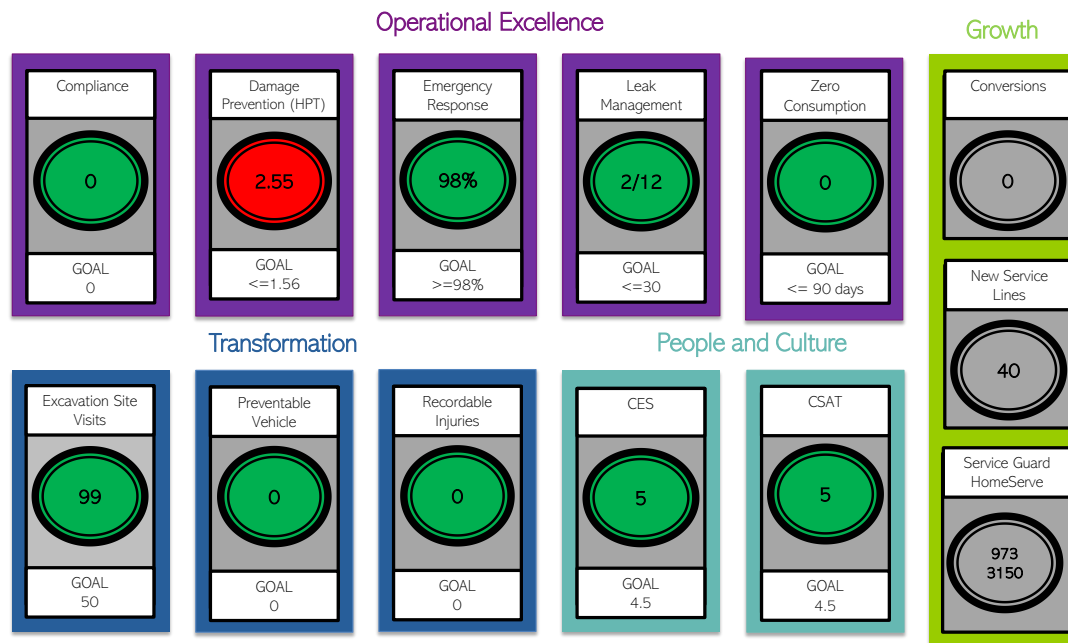 Operational Excellence
Growth
Compliance
0
GOAL
0
Damage
Prevention (HPT)
2.55
GOAL
<=1.56
Emergency
Response
98%
GOAL
>=98%
Leak
Management
2/12
GOAL
<=30
Zero
Consumption
0
GOAL
<= 90 days
Conversions
0
New Service
Lines
40
Service Guard
HomeServe
973
3150
Transformation
People and Culture
Excavation Site
Visits
99
GOAL
50
Preventable
Vehicle
0
GOAL
0
Recordable
Injuries
0
GOAL
0
CES
5
GOAL
4.5
CSAT
5
GOAL
4.5